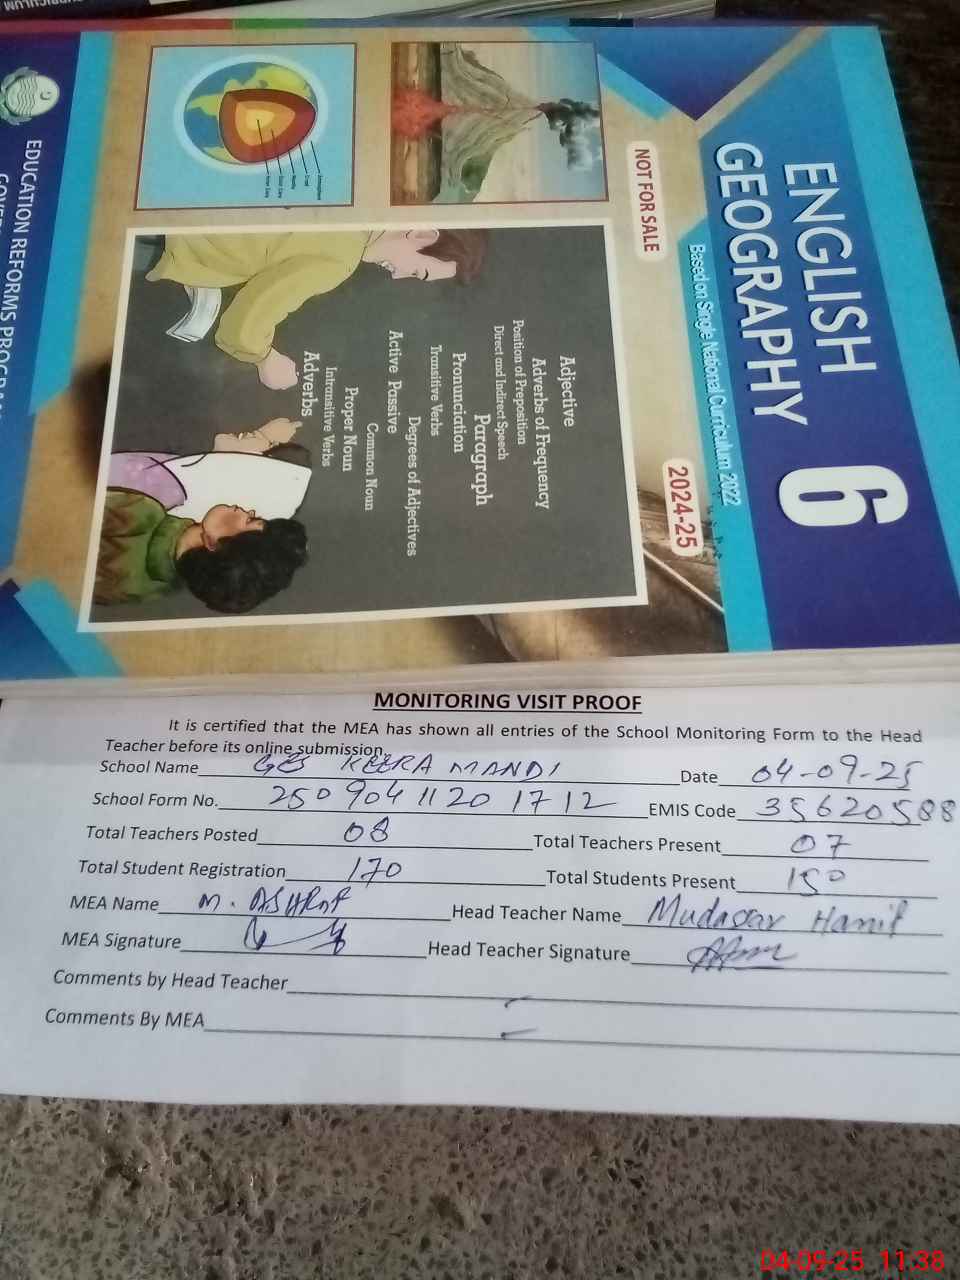 ENGLISH 6
GEOGRAPHY
Based on Single National Curriculum 2022
NOT FOR SALE
2024-25
Adjective
Adverbs of Frequency
Position of Preposition
Direct and Indirect Speech
Paragraph
Pronunciation
Transitive Verbs
Degrees of Adjectives
Active Passive
Common Noun
Proper Noun
Intransitive Verbs
Adverbs
EDUCATION REFORMS
MONITORING VISIT PROOF
It is certified that the MEA has shown all entries of the School Monitoring Form to the Head
Teacher before its online submission.
School Name GES KEERA MANDI Date 04-09-25
School Form No. 25090411201712 EMIS Code 35620588
Total Teachers Posted 08 Total Teachers Present 07
Total Student Registration 170 Total Students Present 150
MEA Name M. ASHRAF Head Teacher Name Mudassar Hanif
MEA Signature Head Teacher Signature
Comments by Head Teacher
Comments By MEA
04-09-25 11:38